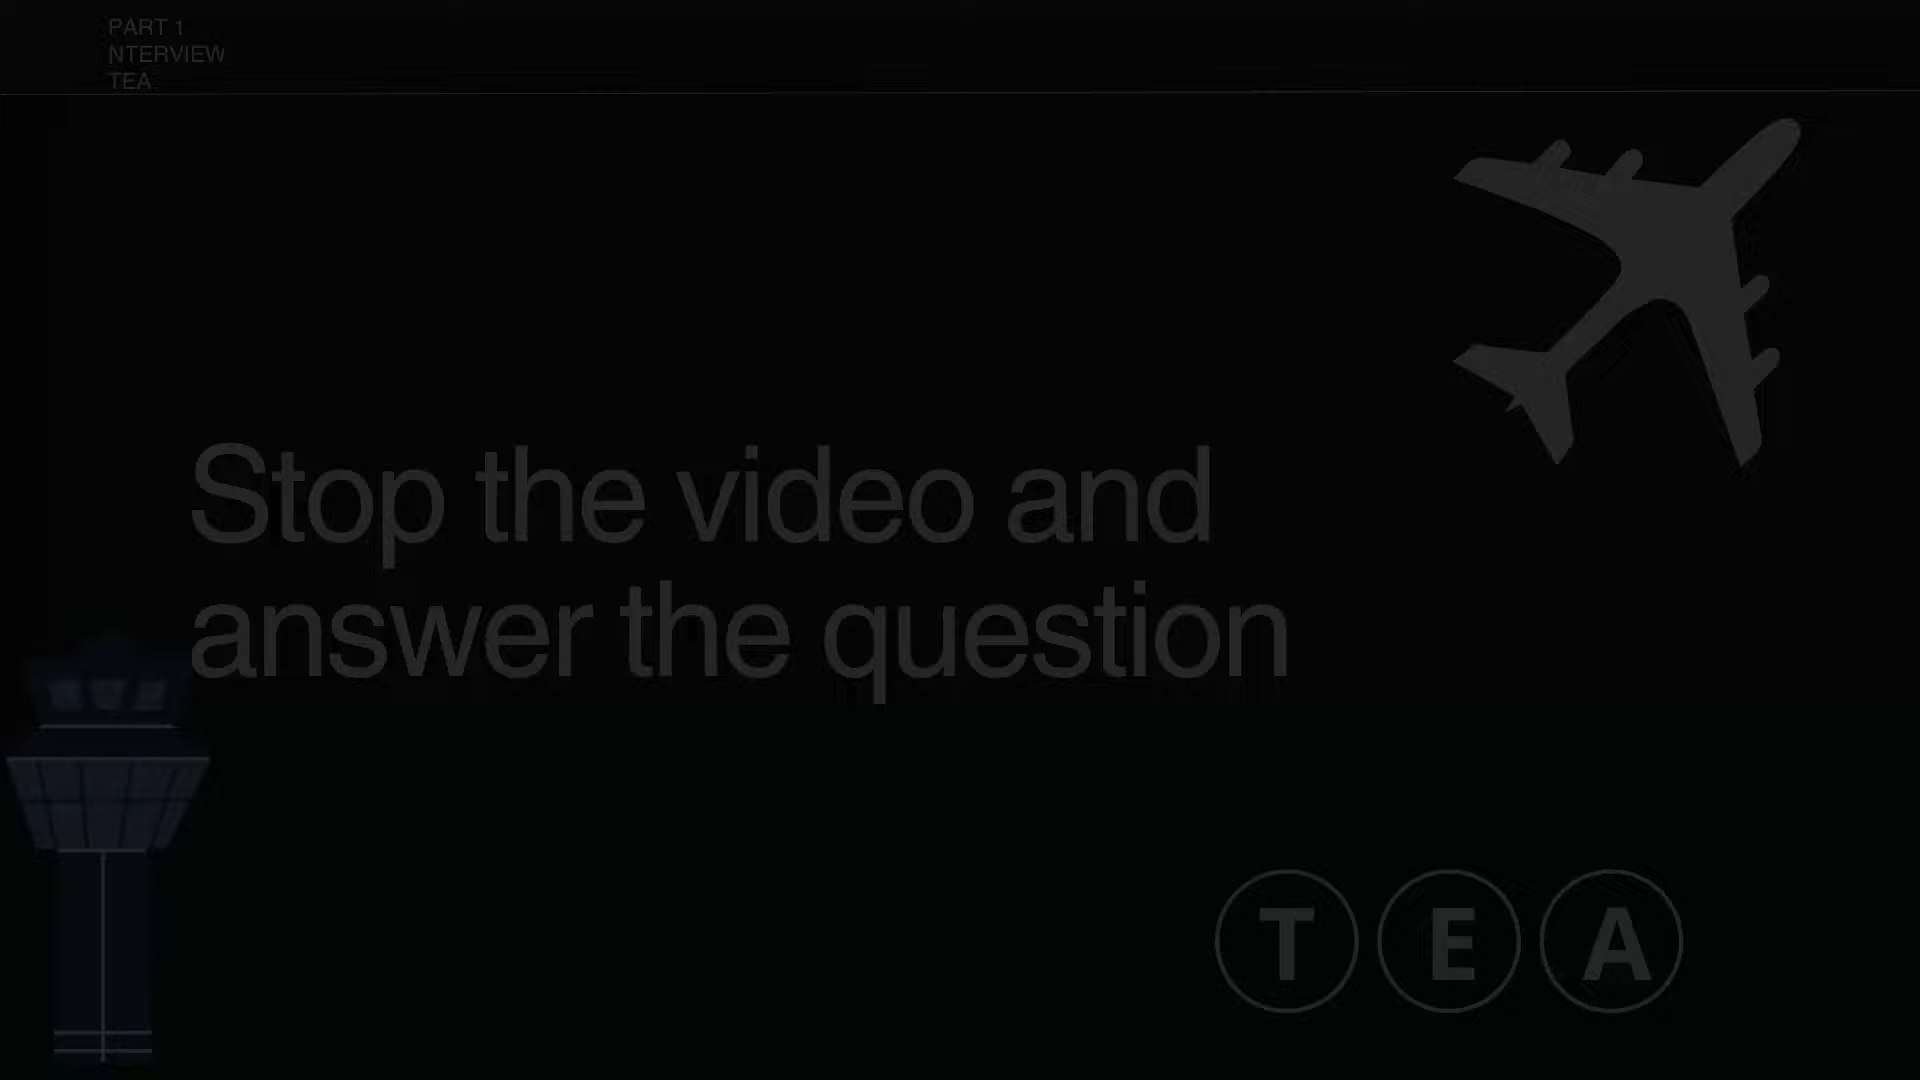 PART 1
NTERVIEW
TEA
Stop the video and
answer the question
T E A